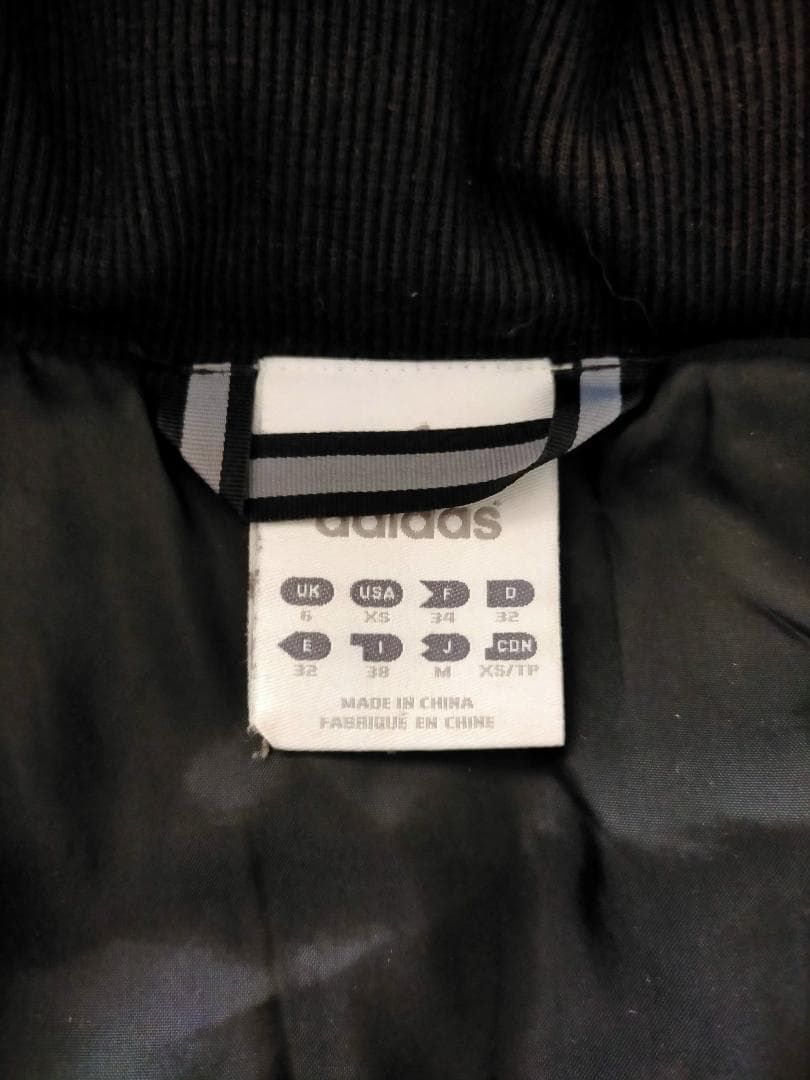 adidas
UK USA F D
6 XS 34 32
E I J CDN
32 38 M XS/TP
MADE IN CHINA
FABRIQUÉ EN CHINE